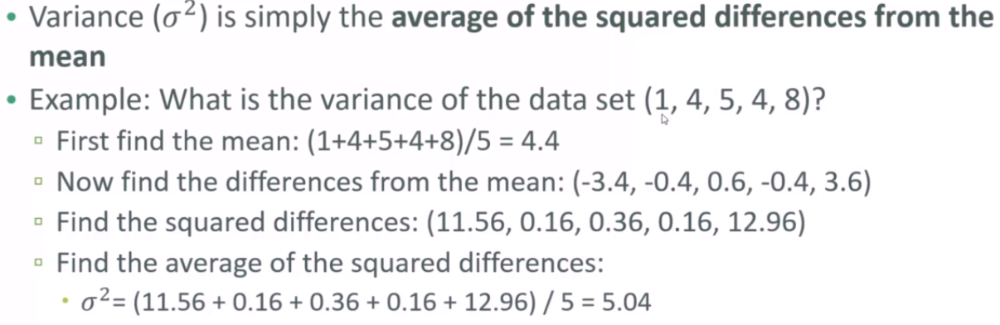 • Variance (σ²) is simply the average of the squared differences from the
mean
• Example: What is the variance of the data set (1, 4, 5, 4, 8)?
▫ First find the mean: (1+4+5+4+8)/5 = 4.4
▫ Now find the differences from the mean: (-3.4, -0.4, 0.6, -0.4, 3.6)
▫ Find the squared differences: (11.56, 0.16, 0.36, 0.16, 12.96)
▫ Find the average of the squared differences:
• σ²= (11.56 + 0.16 + 0.36 + 0.16 + 12.96) / 5 = 5.04